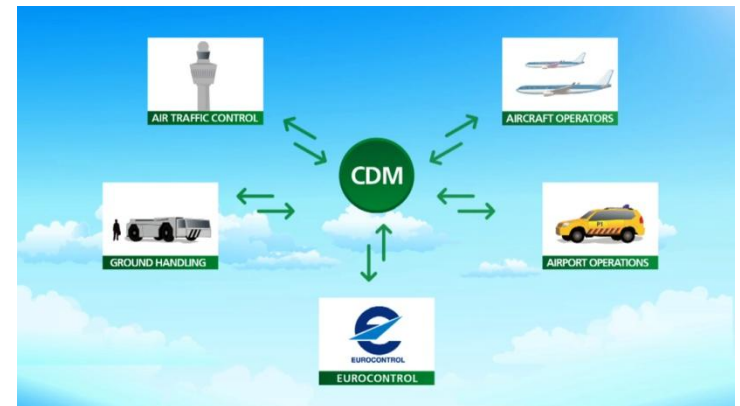 AIR TRAFFIC CONTROL
AIRCRAFT OPERATORS
CDM
GROUND HANDLING
AIRPORT OPERATIONS
EUROCONTROL
EUROCONTROL